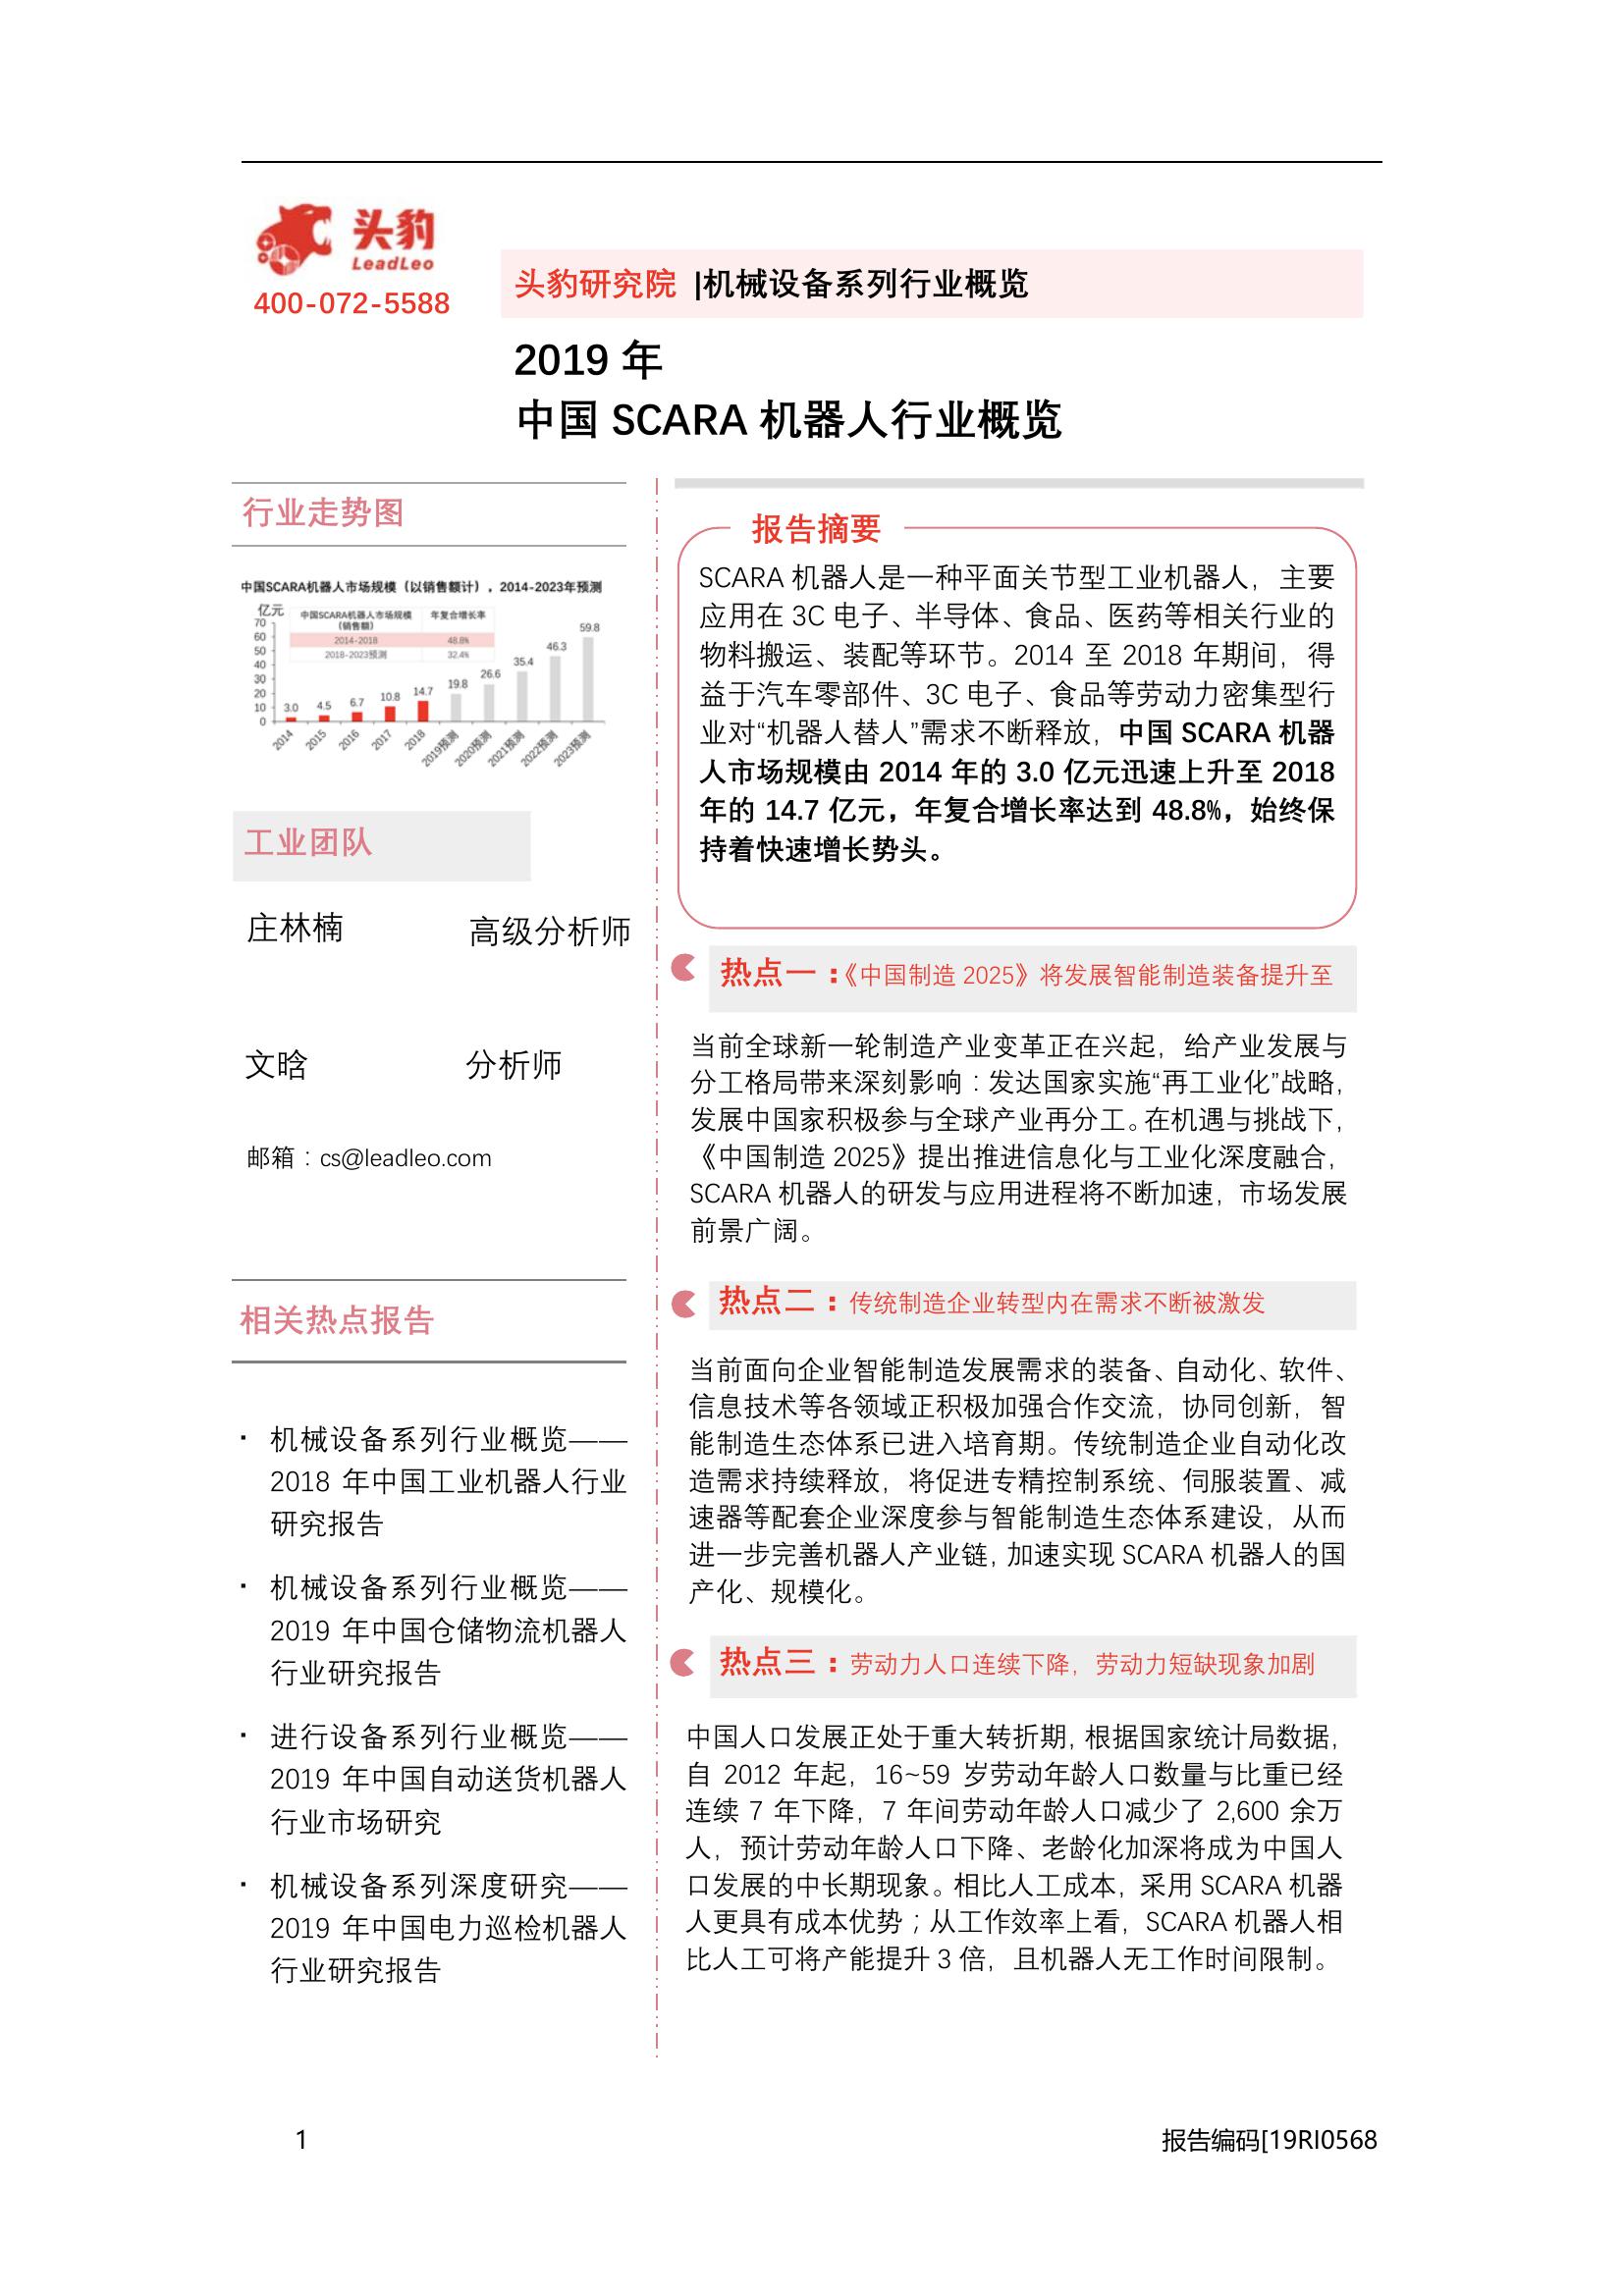 头豹
LeadLeo
400-072-5588
头豹研究院 |机械设备系列行业概览
2019 年
中国 SCARA 机器人行业概览
行业走势图
中国SCARA机器人市场规模（以销售额计），2014-2023年预测
亿元
中国SCARA机器人市场规模（销售额） 年复合增长率
2014-2018 48.8%
2018-2023预测 32.4%
70
60
50
40
30
20
10
0
3.0 4.5 6.7 10.8 14.7 19.8 26.6 35.4 46.3 59.8
2014 2015 2016 2017 2018 2019预测 2020预测 2021预测 2022预测 2023预测
工业团队
庄林楠 高级分析师
文晗 分析师
邮箱：cs@leadleo.com
相关热点报告
· 机械设备系列行业概览——
2018 年中国工业机器人行业
研究报告
· 机械设备系列行业概览——
2019 年中国仓储物流机器人
行业研究报告
· 进行设备系列行业概览——
2019 年中国自动送货机器人
行业市场研究
· 机械设备系列深度研究——
2019 年中国电力巡检机器人
行业研究报告
报告摘要
SCARA 机器人是一种平面关节型工业机器人，主要
应用在 3C 电子、半导体、食品、医药等相关行业的
物料搬运、装配等环节。2014 至 2018 年期间，得
益于汽车零部件、3C 电子、食品等劳动力密集型行
业对“机器人替人”需求不断释放，中国 SCARA 机器
人市场规模由 2014 年的 3.0 亿元迅速上升至 2018
年的 14.7 亿元，年复合增长率达到 48.8%，始终保
持着快速增长势头。
热点一：《中国制造 2025》将发展智能制造装备提升至
当前全球新一轮制造产业变革正在兴起，给产业发展与
分工格局带来深刻影响：发达国家实施“再工业化”战略，
发展中国家积极参与全球产业再分工。在机遇与挑战下，
《中国制造 2025》提出推进信息化与工业化深度融合，
SCARA 机器人的研发与应用进程将不断加速，市场发展
前景广阔。
热点二：传统制造企业转型内在需求不断被激发
当前面向企业智能制造发展需求的装备、自动化、软件、
信息技术等各领域正积极加强合作交流，协同创新，智
能制造生态体系已进入培育期。传统制造企业自动化改
造需求持续释放，将促进专精控制系统、伺服装置、减
速器等配套企业深度参与智能制造生态体系建设，从而
进一步完善机器人产业链，加速实现 SCARA 机器人的国
产化、规模化。
热点三：劳动力人口连续下降，劳动力短缺现象加剧
中国人口发展正处于重大转折期，根据国家统计局数据，
自 2012 年起，16~59 岁劳动年龄人口数量与比重已经
连续 7 年下降，7 年间劳动年龄人口减少了 2,600 余万
人，预计劳动年龄人口下降、老龄化加深将成为中国人
口发展的中长期现象。相比人工成本，采用 SCARA 机器
人更具有成本优势；从工作效率上看，SCARA 机器人相
比人工可将产能提升 3 倍，且机器人无工作时间限制。
1
报告编码[19RI0568